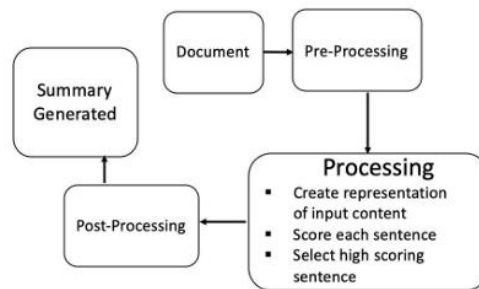 Document
Pre-Processing
Processing
▪ Create representation
of input content
▪ Score each sentence
▪ Select high scoring
sentence
Post-Processing
Summary
Generated